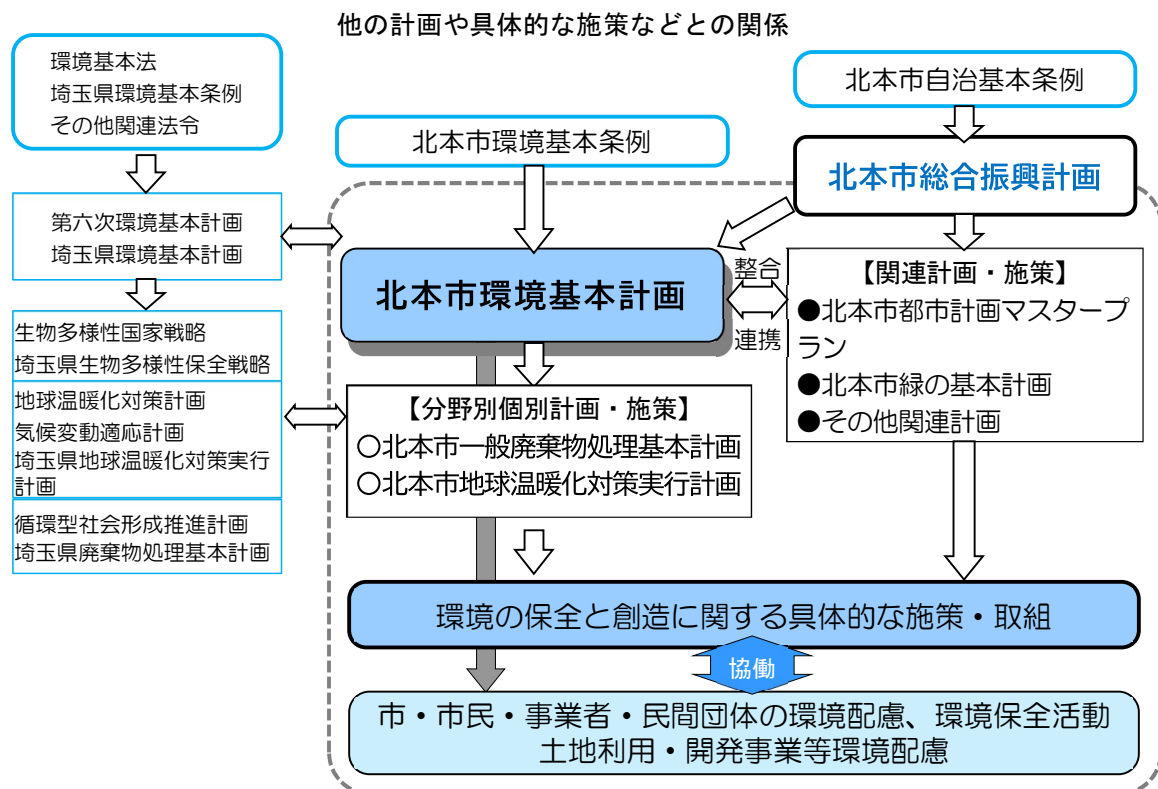 他の計画や具体的な施策などとの関係
環境基本法
埼玉県環境基本条例
その他関連法令
第六次環境基本計画
埼玉県環境基本計画
生物多様性国家戦略
埼玉県生物多様性保全戦略
地球温暖化対策計画
気候変動適応計画
埼玉県地球温暖化対策実行
計画
循環型社会形成推進計画
埼玉県廃棄物処理基本計画
北本市環境基本条例
北本市自治基本条例
北本市総合振興計画
北本市環境基本計画
整合
連携
【関連計画・施策】
●北本市都市計画マスタープ
ラン
●北本市緑の基本計画
●その他関連計画
【分野別個別計画・施策】
○北本市一般廃棄物処理基本計画
○北本市地球温暖化対策実行計画
環境の保全と創造に関する具体的な施策・取組
協働
市・市民・事業者・民間団体の環境配慮、環境保全活動
土地利用・開発事業等環境配慮